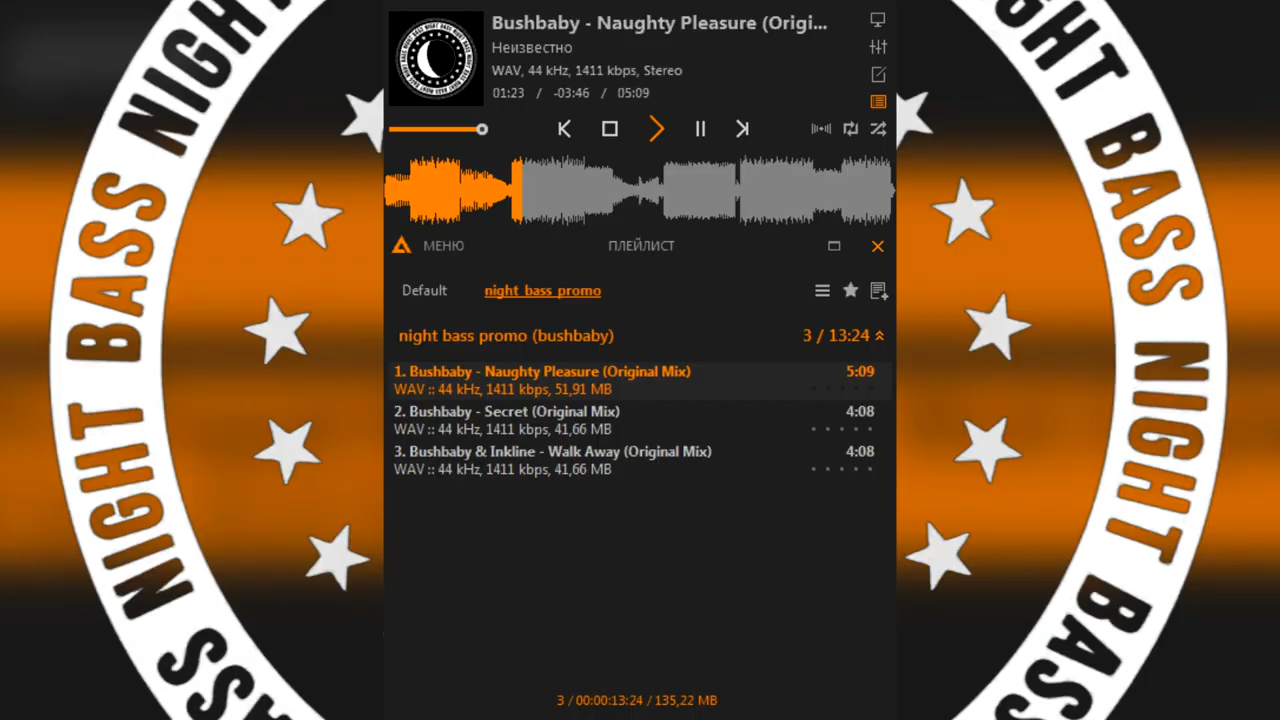 Bushbaby - Naughty Pleasure (Origi...
Неизвестно
WAV, 44 kHz, 1411 kbps, Stereo
01:23 / -03:46 / 05:09
МЕНЮ
ПЛЕЙЛИСТ
Default
night bass promo
night bass promo (bushbaby)
3 / 13:24
1. Bushbaby - Naughty Pleasure (Original Mix)
5:09
WAV :: 44 kHz, 1411 kbps, 51,91 MB
2. Bushbaby - Secret (Original Mix)
4:08
WAV :: 44 kHz, 1411 kbps, 41,66 MB
3. Bushbaby & Inkline - Walk Away (Original Mix)
4:08
WAV :: 44 kHz, 1411 kbps, 41,66 MB
3 / 00:00:13:24 / 135,22 MB
NIGHT BASS NIGHT BASS
NIGHT BASS NIGHT BASS